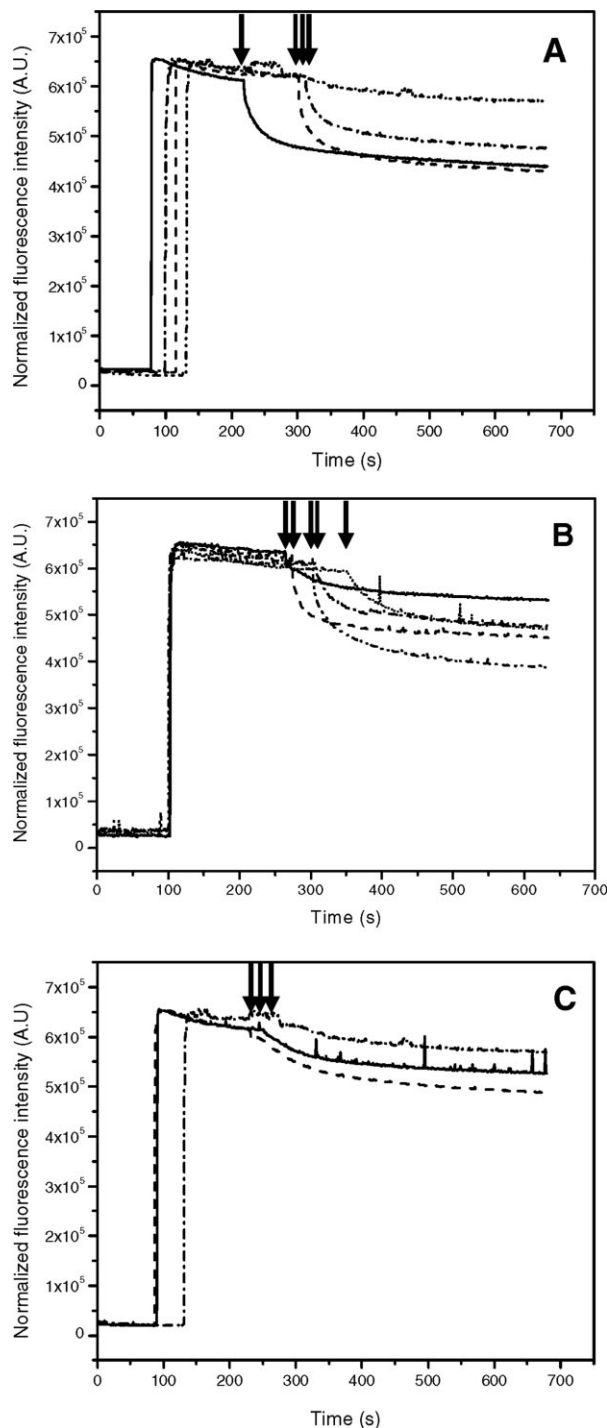 A
Normalized fluorescence intensity (A.U.)
7x10⁵
6x10⁵
5x10⁵
4x10⁵
3x10⁵
2x10⁵
1x10⁵
0
0 100 200 300 400 500 600 700
Time (s)
B
Normalized fluorescence intensity (A.U.)
7x10⁵
6x10⁵
5x10⁵
4x10⁵
3x10⁵
2x10⁵
1x10⁵
0
0 100 200 300 400 500 600 700
Time (s)
C
Normalized fluorescence intensity (A.U)
7x10⁵
6x10⁵
5x10⁵
4x10⁵
3x10⁵
2x10⁵
1x10⁵
0
0 100 200 300 400 500 600 700
Time (s)